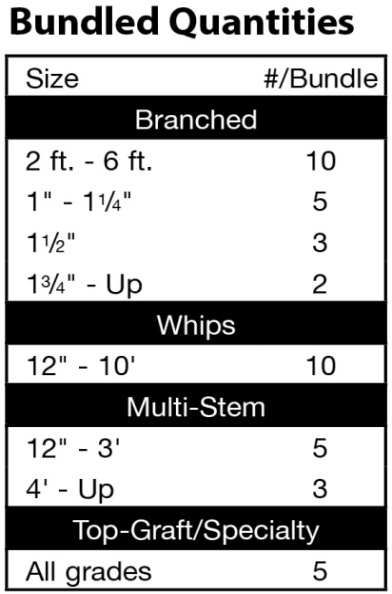 Bundled Quantities
Size #/Bundle
Branched
2 ft. - 6 ft. 10
1" - 1¼" 5
1½" 3
1¾" - Up 2
Whips
12" - 10' 10
Multi-Stem
12" - 3' 5
4' - Up 3
Top-Graft/Specialty
All grades 5